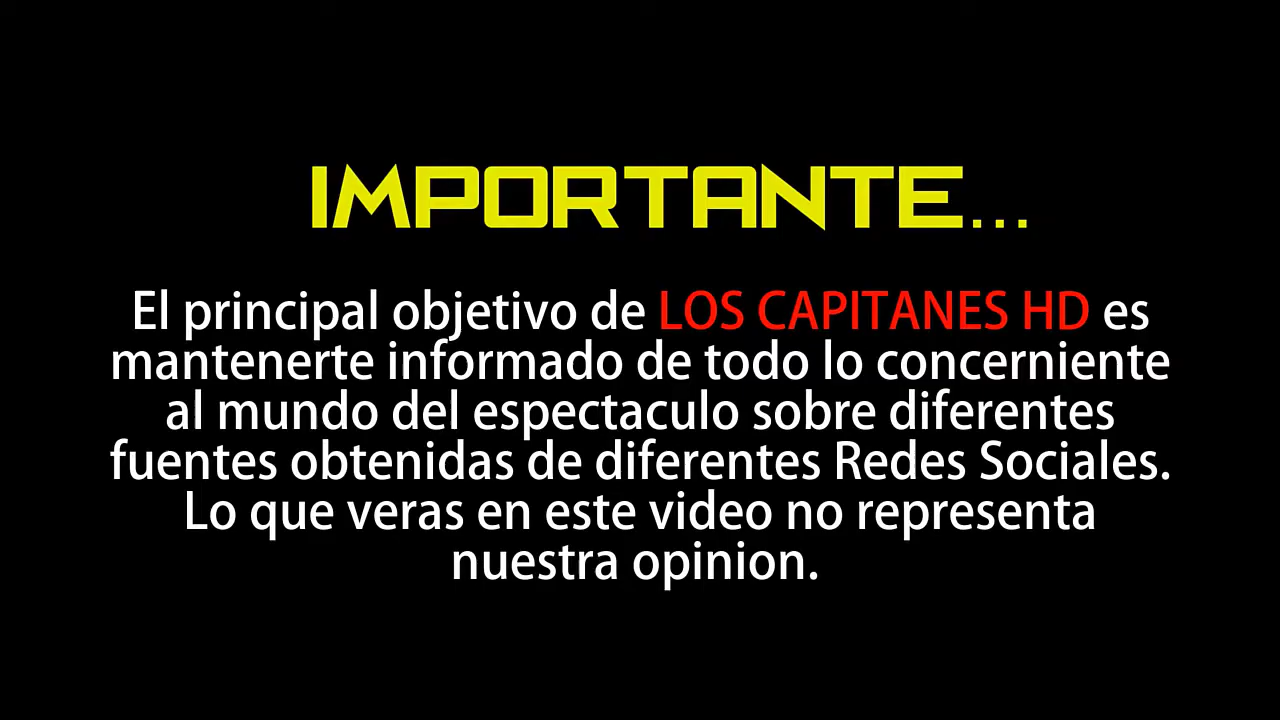 IMPORTANTE...
El principal objetivo de LOS CAPITANES HD es
mantenerte informado de todo lo concerniente
al mundo del espectaculo sobre diferentes
fuentes obtenidas de diferentes Redes Sociales.
Lo que veras en este video no representa
nuestra opinion.